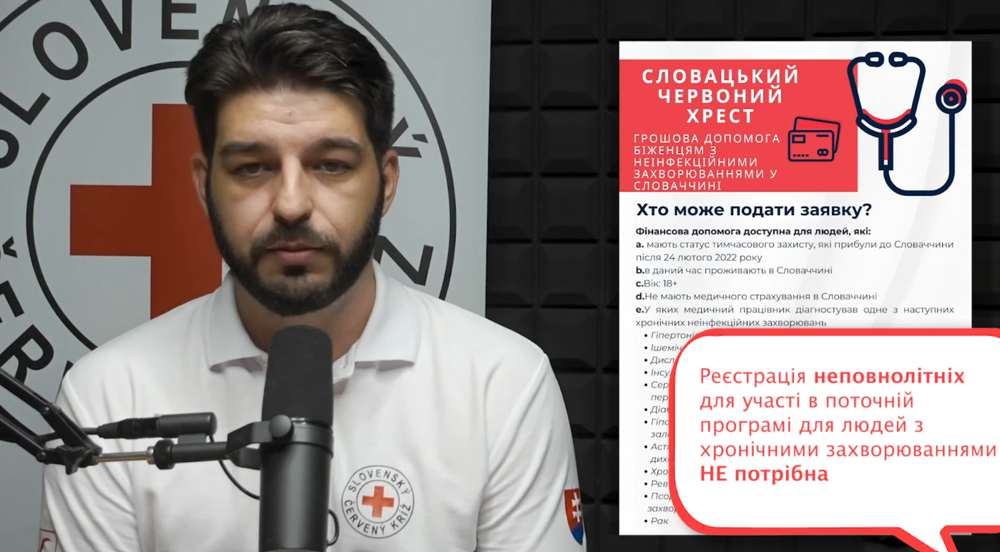 SLOVENSKÝ
ČERVENÝ KRÍŽ
СЛОВАЦЬКИЙ
ЧЕРВОНИЙ
ХРЕСТ
ГРОШОВА ДОПОМОГА
БІЖЕНЦЯМ З
НЕІНФЕКЦІЙНИМИ
ЗАХВОРЮВАННЯМИ У
СЛОВАЧЧИНІ
Хто може подати заявку?
Фінансова допомога доступна для людей, які:
a. мають статус тимчасового захисту, які прибули до Словаччини
після 24 лютого 2022 року
b.в даний час проживають в Словаччині
c.Вік: 18+
d.Не мають медичного страхування в Словаччині
e.У яких медичний працівник діагностував одне з наступних
хронічних неінфекційних захворювань
• Рак
Реєстрація неповнолітніх
для участі в поточній
програмі для людей з
хронічними захворюваннями
НЕ потрібна